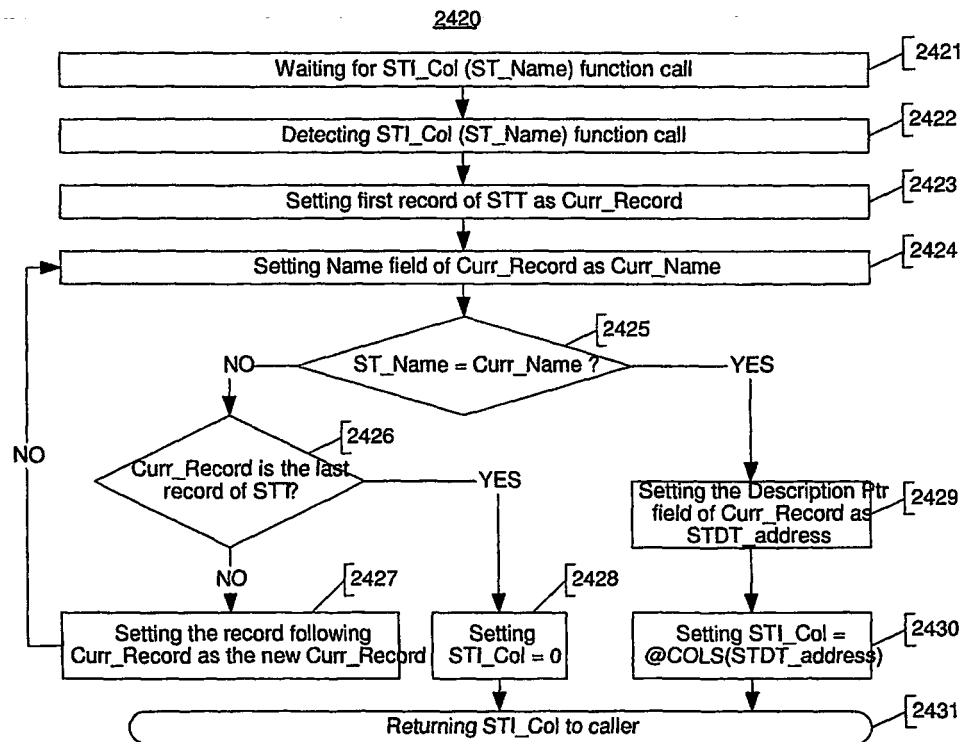 2420
Waiting for STI_Col (ST_Name) function call
2421
Detecting STI_Col (ST_Name) function call
2422
Setting first record of STT as Curr_Record
2423
Setting Name field of Curr_Record as Curr_Name
2424
ST_Name = Curr_Name ?
2425
NO
YES
Curr_Record is the last
record of STT?
2426
NO
YES
NO
Setting the Description Ptr
field of Curr_Record as
STDT_address
2429
Setting the record following
Curr_Record as the new Curr_Record
2427
Setting
STI_Col = 0
2428
Setting STI_Col =
@COLS(STDT_address)
2430
Returning STI_Col to caller
2431